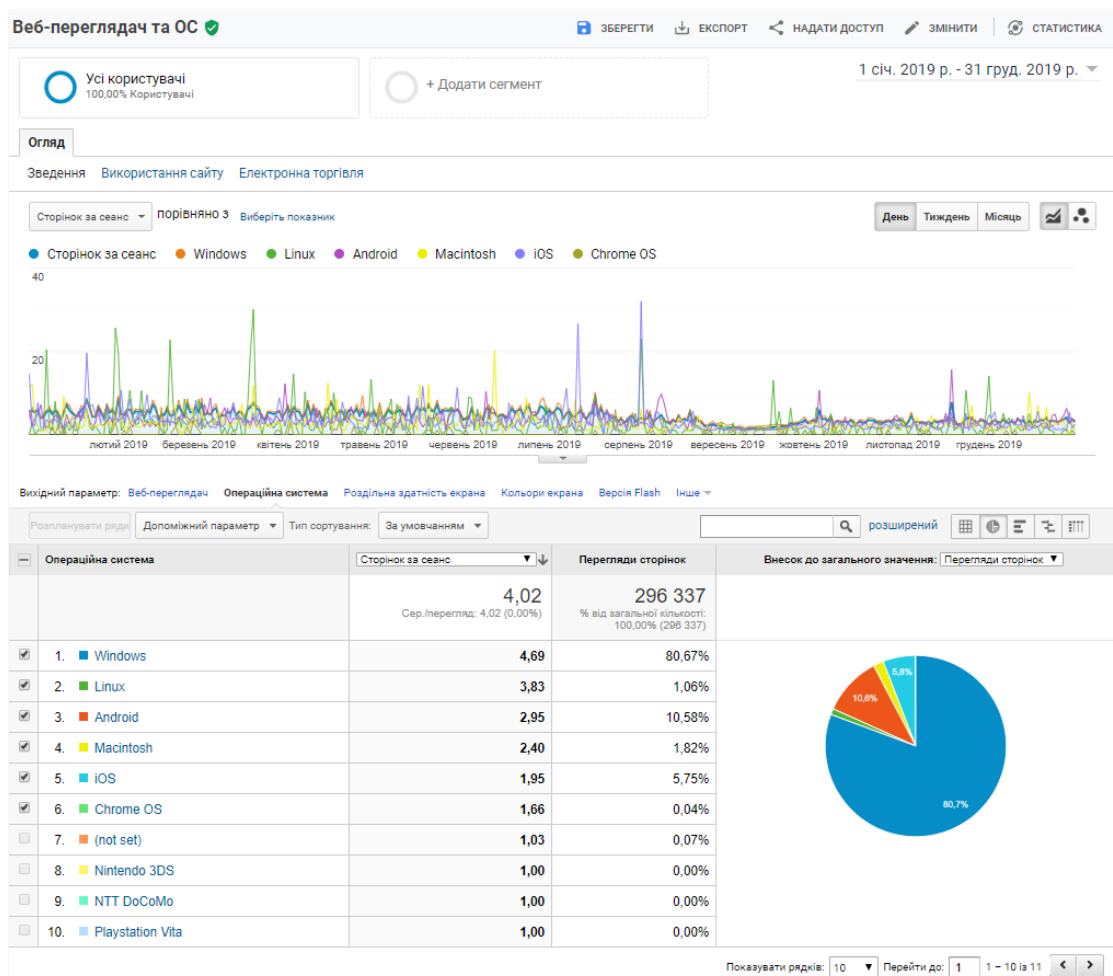 Веб-переглядач та ОС
ЗБЕРЕГТИ ЕКСПОРТ НАДАТИ ДОСТУП ЗМІНИТИ СТАТИСТИКА
Усі користувачі
100,00% Користувачі
+ Додати сегмент
1 січ. 2019 р. - 31 груд. 2019 р.
Огляд
Зведення Використання сайту Електронна торгівля
Сторінок за сеанс порівняно з Виберіть показник
День Тиждень Місяць
Сторінок за сеанс Windows Linux Android Macintosh iOS Chrome OS
40
20
лютий 2019 березень 2019 квітень 2019 травень 2019 червень 2019 липень 2019 серпень 2019 вересень 2019 жовтень 2019 листопад 2019 грудень 2019
Вихідний параметр: Веб-переглядач Операційна система Роздільна здатність екрана Кольори екрана Версія Flash Інше
Розпланувати ряди Допоміжний параметр Тип сортування: За умовчанням розширений
Операційна система Сторінок за сеанс Перегляди сторінок Внесок до загального значення: Перегляди сторінок
4,02 296 337
Сер./перегляд: 4,02 (0,00%) % від загальної кількості:
100,00% (296 337)
1. Windows 4,69 80,67%
2. Linux 3,83 1,06%
3. Android 2,95 10,58%
4. Macintosh 2,40 1,82%
5. iOS 1,95 5,75%
6. Chrome OS 1,66 0,04%
7. (not set) 1,03 0,07%
8. Nintendo 3DS 1,00 0,00%
9. NTT DoCoMo 1,00 0,00%
10. Playstation Vita 1,00 0,00%
5,8%
10,6%
80,7%
Показувати рядків: 10 Перейти до: 1 1 – 10 із 11